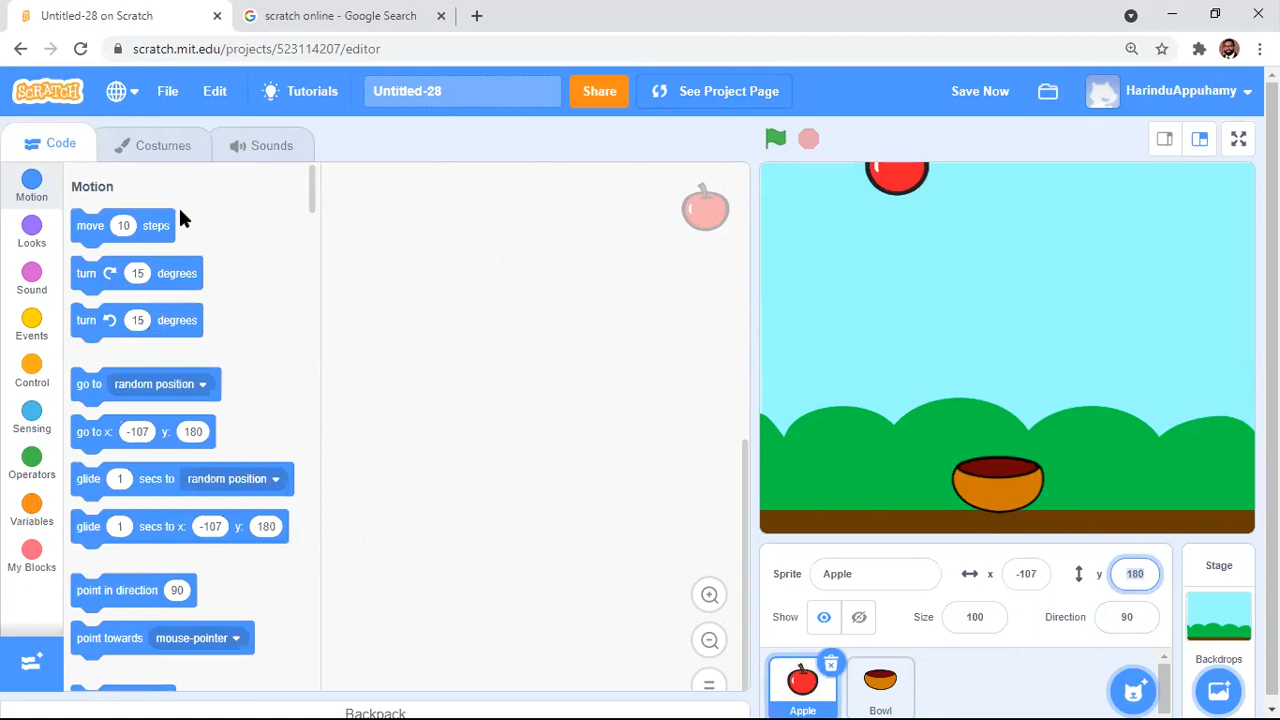 Untitled-28 on Scratch
scratch online - Google Search
scratch.mit.edu/projects/523114207/editor
SCRATCH
File
Edit
Tutorials
Untitled-28
Share
See Project Page
Save Now
HarinduAppuhamy
Code
Costumes
Sounds
Motion
Looks
Sound
Events
Control
Sensing
Operators
Variables
My Blocks
Motion
move 10 steps
turn 15 degrees
turn 15 degrees
go to random position
go to x: -107 y: 180
glide 1 secs to random position
glide 1 secs to x: -107 y: 180
point in direction 90
point towards mouse-pointer
Backpack
Sprite Apple x -107 y 180
Show Size 100 Direction 90
Apple
Bowl
Stage
Backdrops